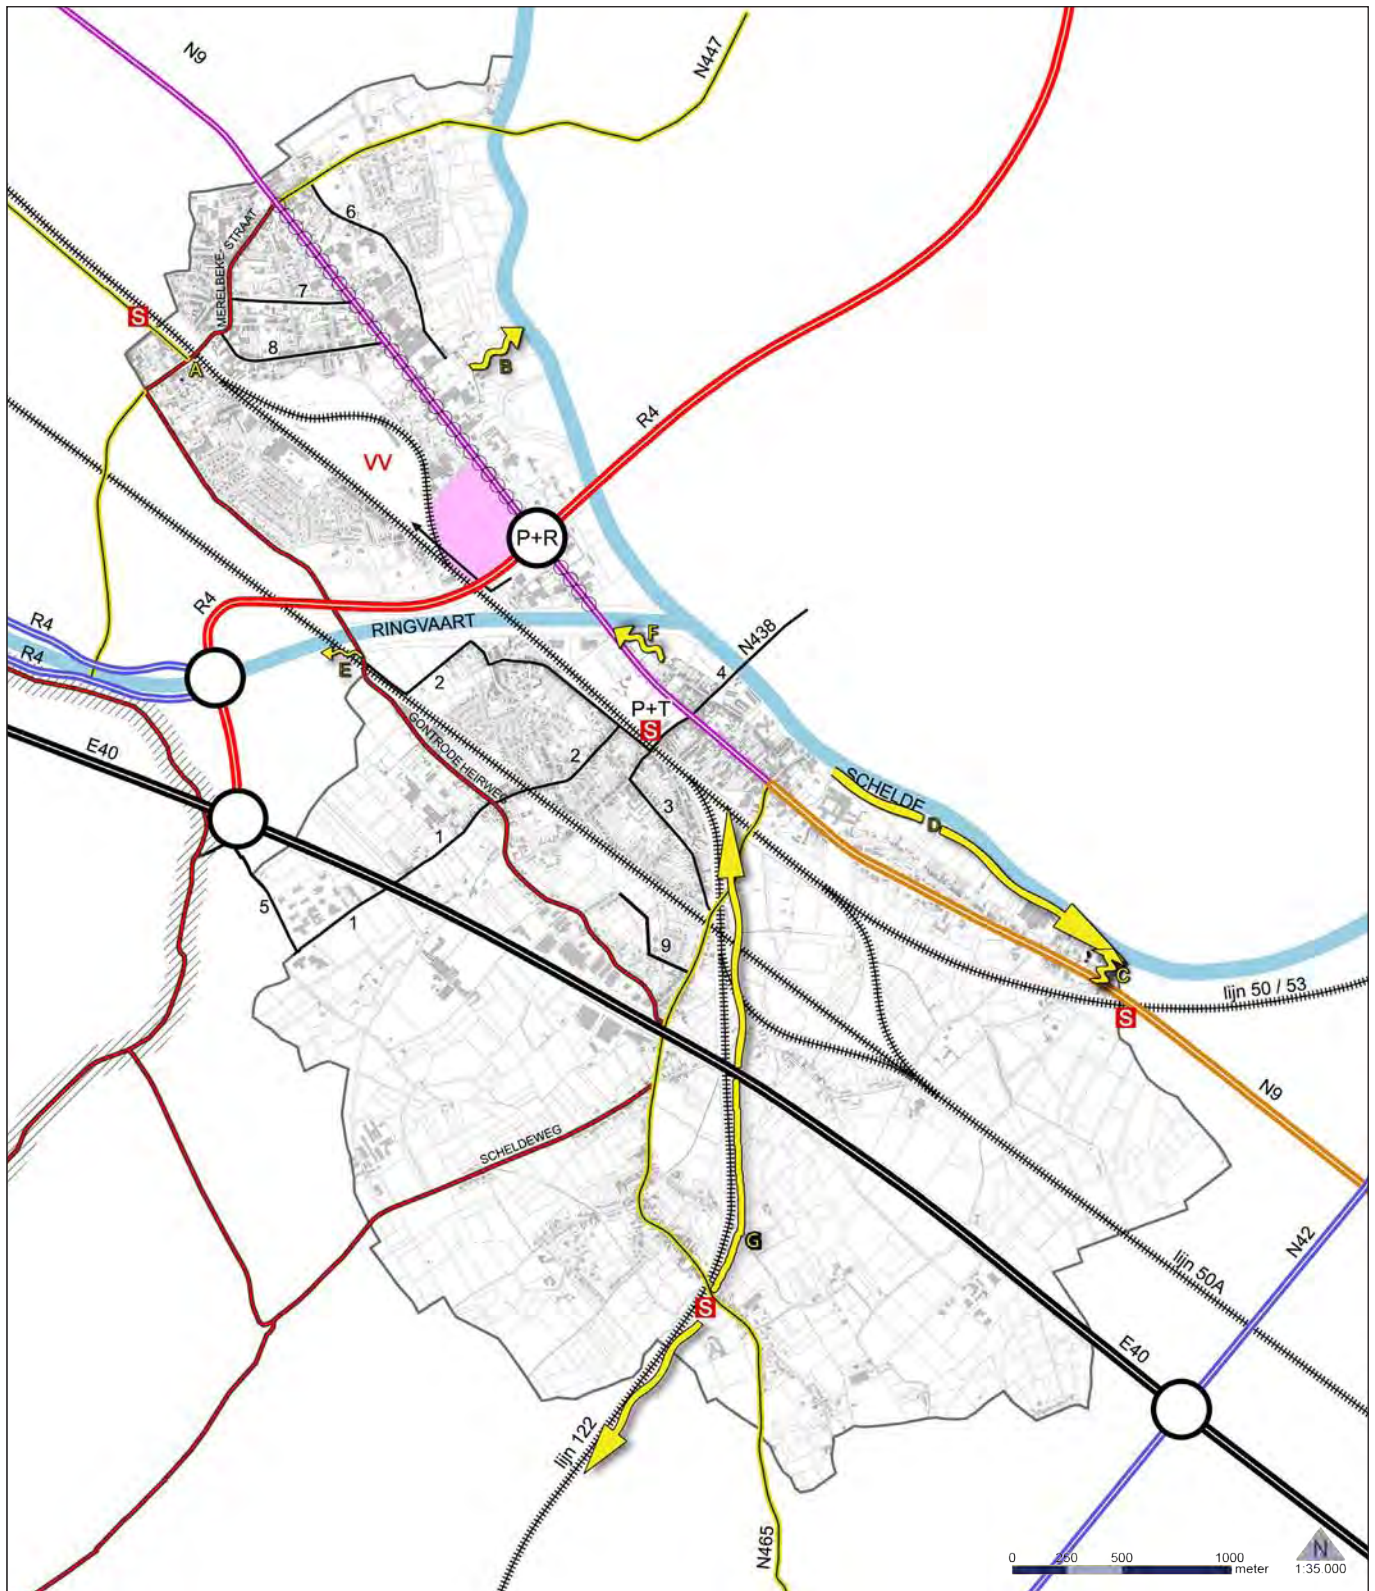 N9
N447
6
MERELBEKE STRAAT
7
S
8
A
B
R4
VV
P+R
R4
R4
R4
RINGVAART
N438
F
E
2
4
P+T
S
E40
GONTRODE HEIRWEG
2
SCHELDE
3
1
D
5
1
9
C
lijn 50 / 53
S
N9
SCHELDEWEG
G
N42
lijn 50A
S
E40
lijn 122
N465
0 250 500 1000
meter
N
1:35.000